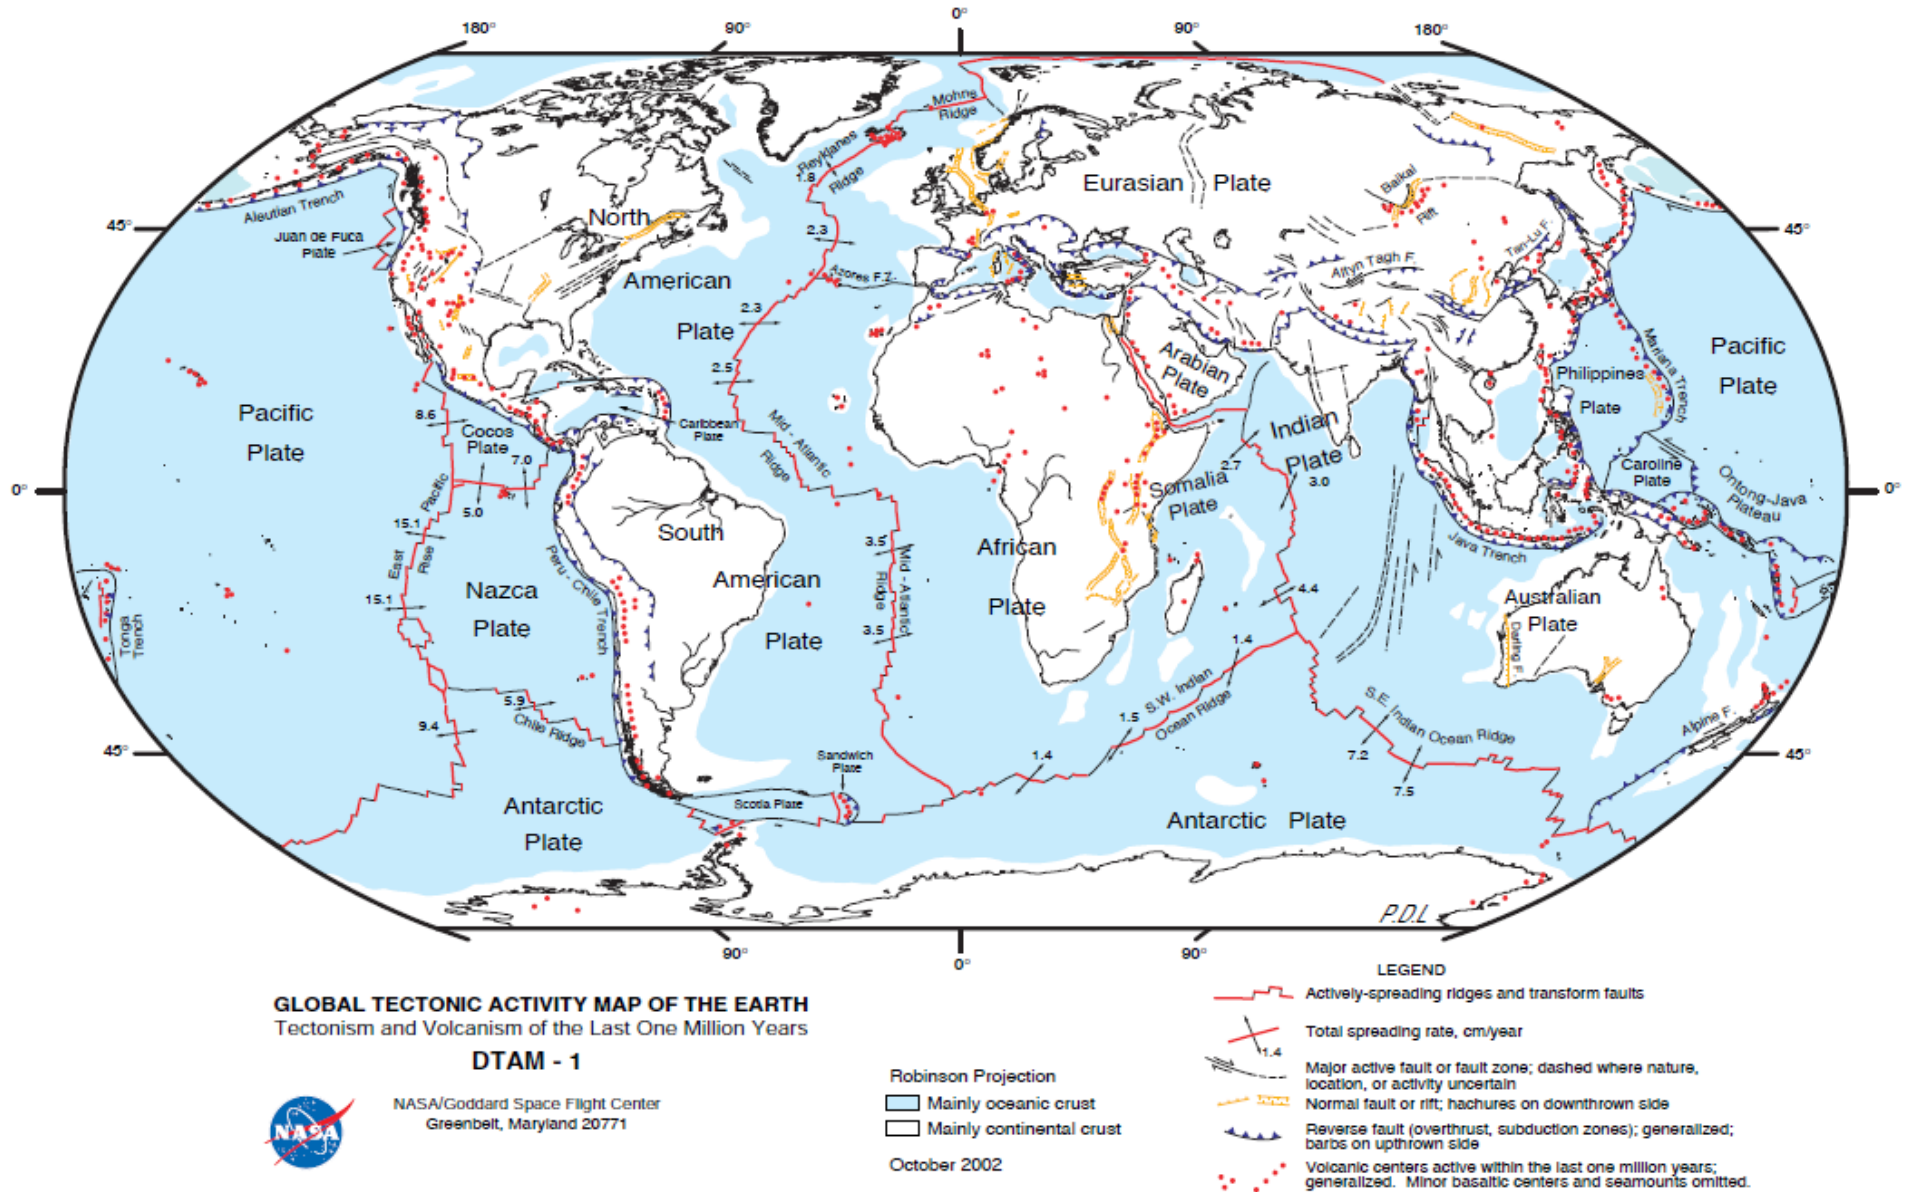 180°
90°
0°
90°
180°
Mohns
Ridge
Reykjanes
Ridge
1.8
Aleutian Trench
45°
Juan de Fuca
Plate
North
American
Plate
2.3
Azores F.Z.
2.3
2.5
Eurasian Plate
Baikal
Rift
Tan-Lu F.
Altyn Tagh F.
45°
Arabian
Plate
Philippines
Plate
Mariana Trench
Pacific
Plate
Pacific
Plate
8.6
Cocos
Plate
7.0
5.0
Caribbean
Plate
Mid - Atlantic
Ridge
Indian
Plate
2.7
3.0
Somalia
Plate
Caroline
Plate
Ontong-Java
Plateau
0°
0°
East Pacific
Rise
15.1
15.1
South
American
Plate
3.5
Mid - Atlantic
Ridge
3.5
African
Plate
Java Trench
Nazca
Plate
Peru - Chile Trench
Tonga
Trench
4.4
1.4
Australian
Plate
Darling F.
5.9
Chile Ridge
9.4
S.W. Indian
Ocean Ridge
1.5
1.4
S.E. Indian Ocean Ridge
7.2
7.5
Alpine F.
45°
45°
Sandwich
Plate
Scotia Plate
Antarctic
Plate
Antarctic Plate
P.D.L
90°
0°
90°
GLOBAL TECTONIC ACTIVITY MAP OF THE EARTH
Tectonism and Volcanism of the Last One Million Years
DTAM - 1
NASA
NASA/Goddard Space Flight Center
Greenbelt, Maryland 20771
Robinson Projection
Mainly oceanic crust
Mainly continental crust
October 2002
LEGEND
Actively-spreading ridges and transform faults
Total spreading rate, cm/year
1.4
Major active fault or fault zone; dashed where nature,
location, or activity uncertain
Normal fault or rift; hachures on downthrown side
Reverse fault (overthrust, subduction zones); generalized;
barbs on upthrown side
Volcanic centers active within the last one million years;
generalized. Minor basaltic centers and seamounts omitted.